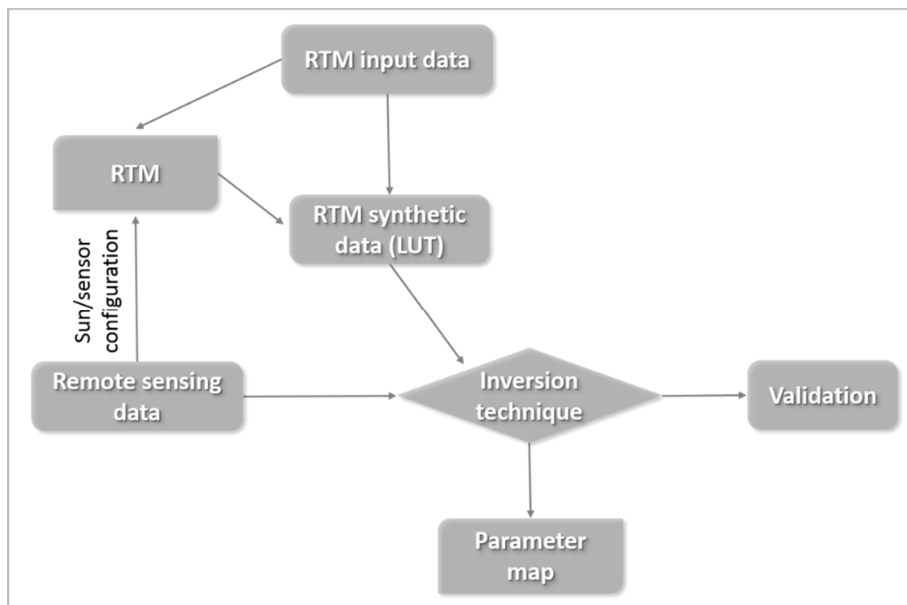 RTM input data
RTM
RTM synthetic
data (LUT)
Sun/sensor
configuration
Remote sensing
data
Inversion
technique
Validation
Parameter
map